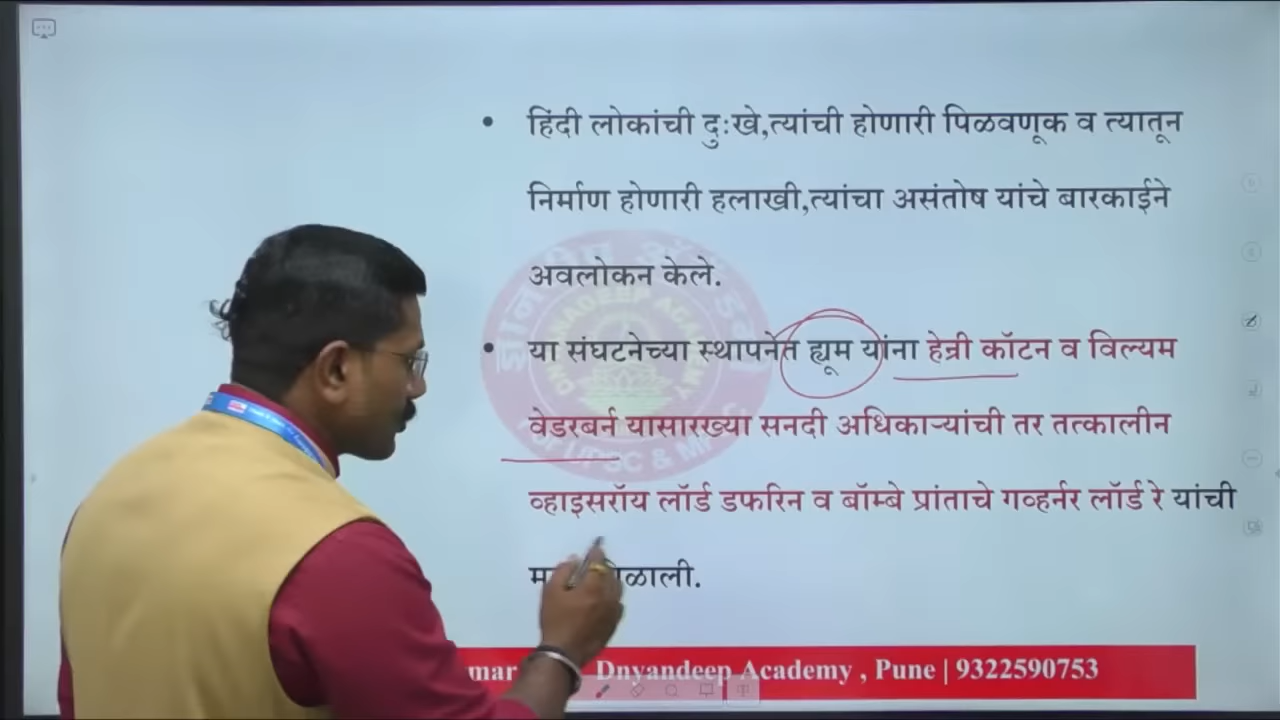 हिंदी लोकांची दुःखे,त्यांची होणारी पिळवणूक व त्यातून
निर्माण होणारी हलाखी,त्यांचा असंतोष यांचे बारकाईने
अवलोकन केले.
या संघटनेच्या स्थापनेत ह्यूम यांना हेन्री कॉटन व विल्यम
वेडरबर्न यासारख्या सनदी अधिकाऱ्यांची तर तत्कालीन
व्हाइसरॉय लॉर्ड डफरिन व बॉम्बे प्रांताचे गव्हर्नर लॉर्ड रे यांची
Dnyandeep Academy , Pune | 9322590753